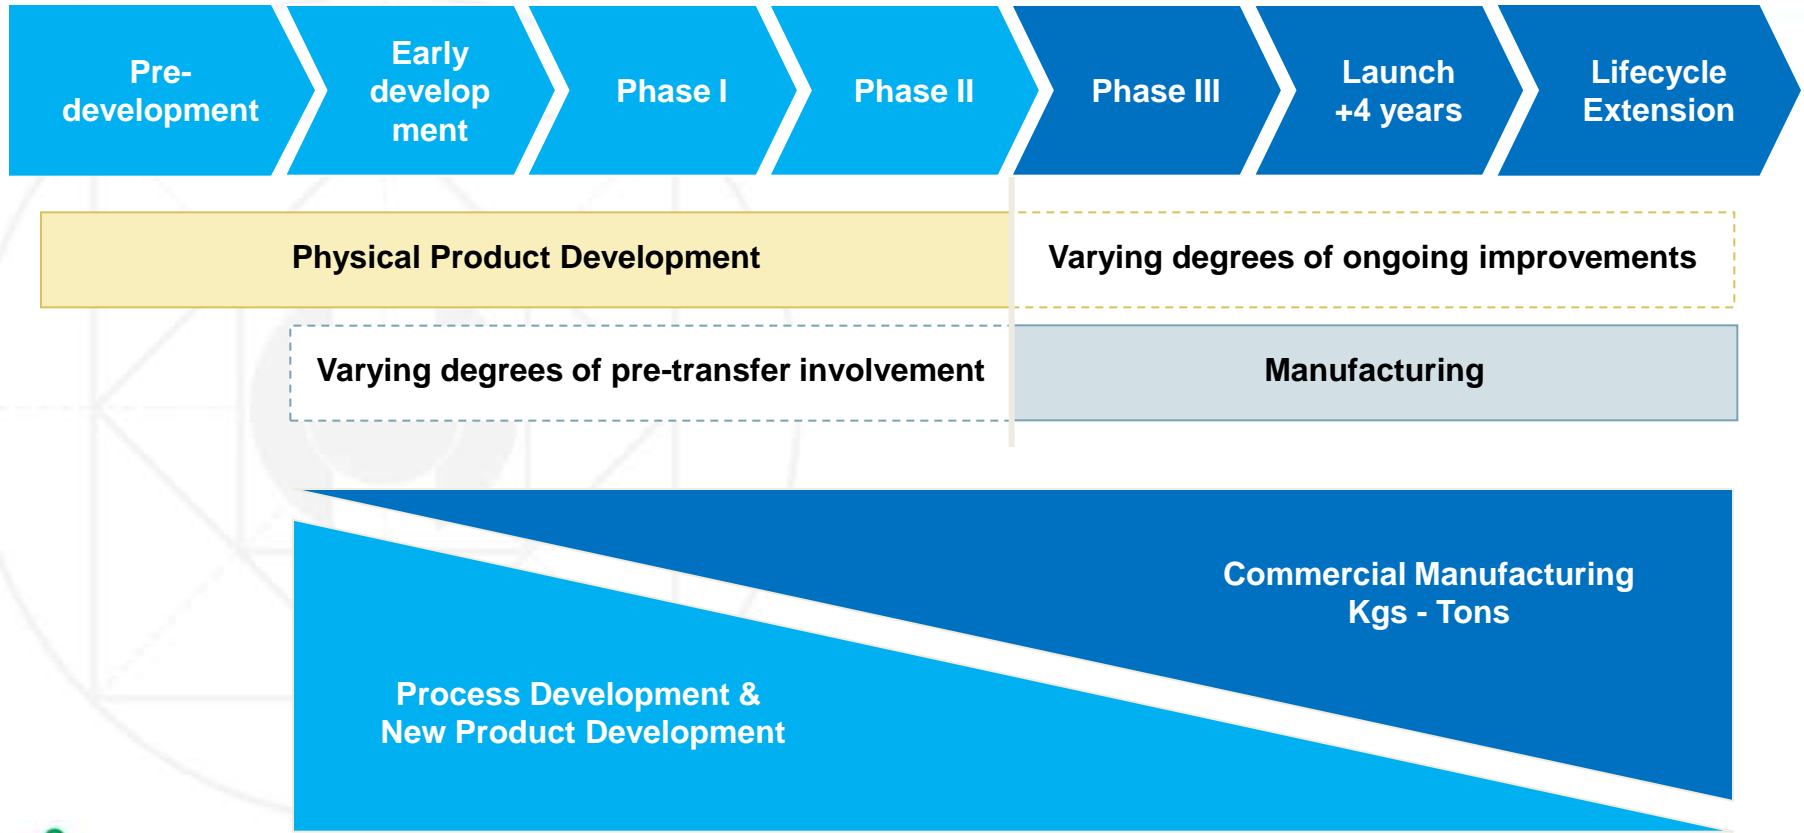 Pre-
development
Early
develop
ment
Phase I
Phase II
Phase III
Launch
+4 years
Lifecycle
Extension
Physical Product Development
Varying degrees of ongoing improvements
Varying degrees of pre-transfer involvement
Manufacturing
Commercial Manufacturing
Kgs - Tons
Process Development &
New Product Development